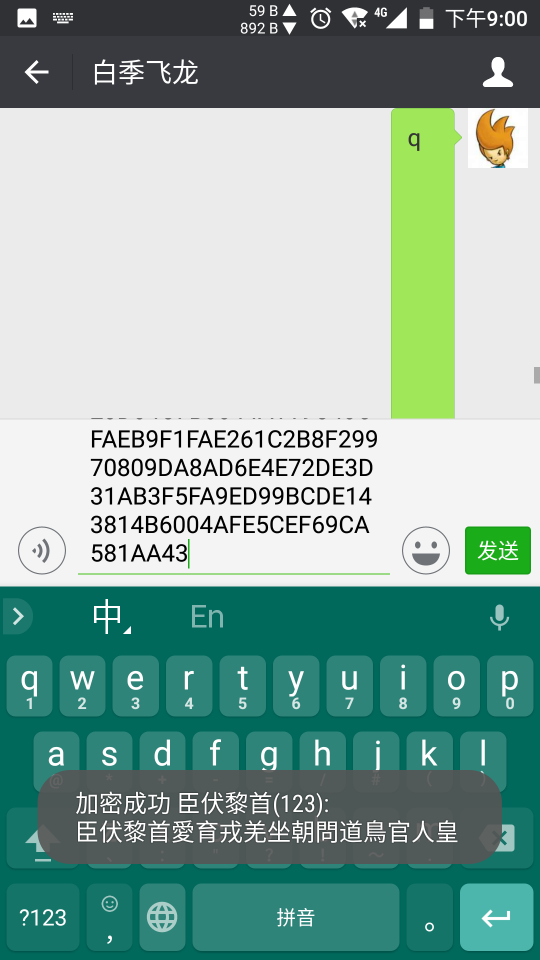 59 B
892 B
4G
下午9:00
白季飞龙
q
FAEB9F1FAE261C2B8F299
70809DA8AD6E4E72DE3D
31AB3F5FA9ED99BCDE14
3814B6004AFE5CEF69CA
581AA43
发送
中
En
q w e r t y u i o p
1 2 3 4 5 6 7 8 9 0
a s d f g h j k l
加密成功 臣伏黎首(123):
臣伏黎首愛育戎羌坐朝問道鳥官人皇
?123
,
拼音
。